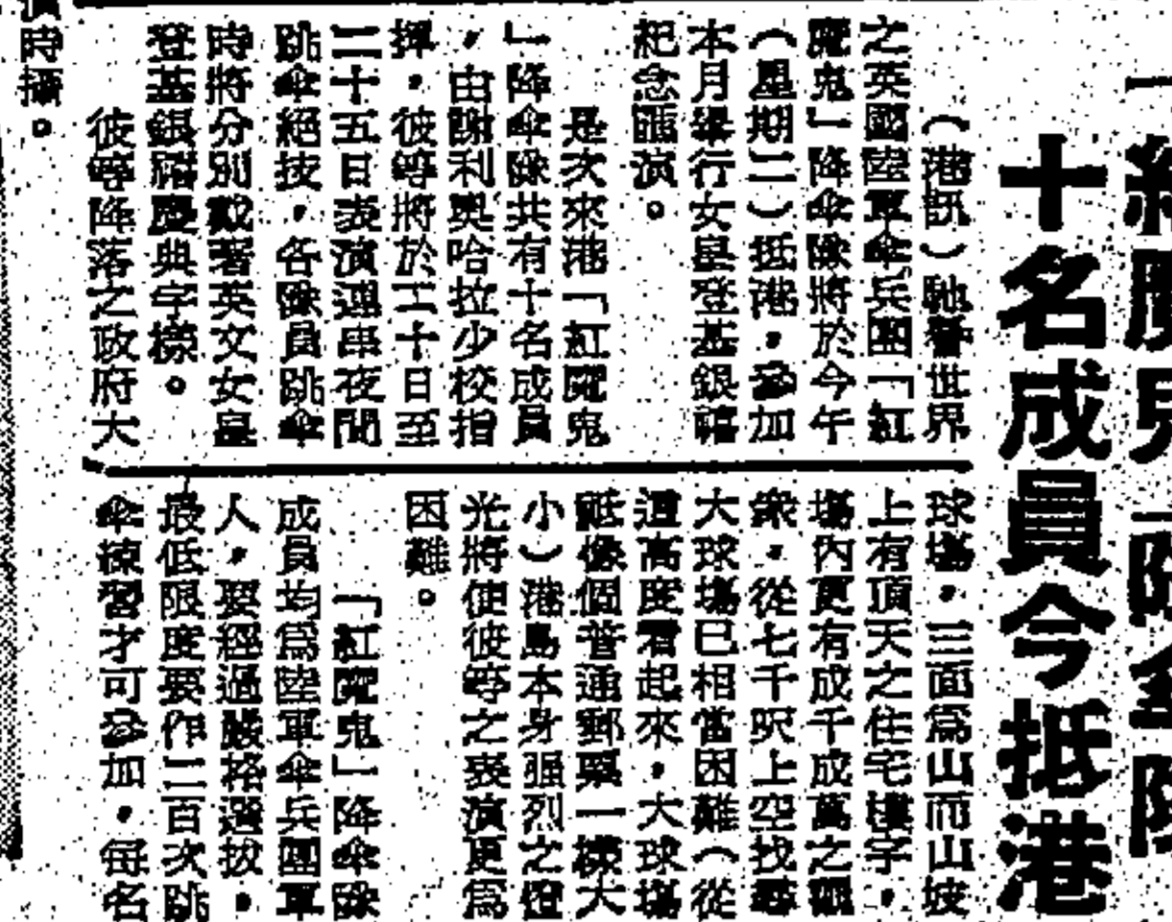 紅魔鬼」降傘隊
十名成員今抵港
（港訊）馳譽世界
之英國陸軍傘兵團「紅
魔鬼」降傘隊將於今午
（星期二）抵港，參加
本月舉行女皇登基銀禧
紀念匯演。
是次來港「紅魔鬼
」降傘隊共有十名成員
，由謝利奧哈拉少校指
揮，彼等將於二十日至
二十五日表演連串夜間
跳傘絕技，各隊員跳傘
時將分別戴著英文女皇
登基銀禧慶典字樣。
彼等降落之政府大
球場，三面為山而山坡
上有頂天之住宅樓宇，
場內更有成千成萬之觀
衆，從七千呎上空找尋
大球場已相當困難（從
這高度看起來，大球場
祗像個普通郵票一樣大
小）港島本身强烈之燈
光將使彼等之表演更為
困難。
「紅魔鬼」降傘隊
成員均為陸軍傘兵團軍
人，要經過嚴格選拔，
最低限度要作二百次跳
傘練習才可參加，每名
時攝。